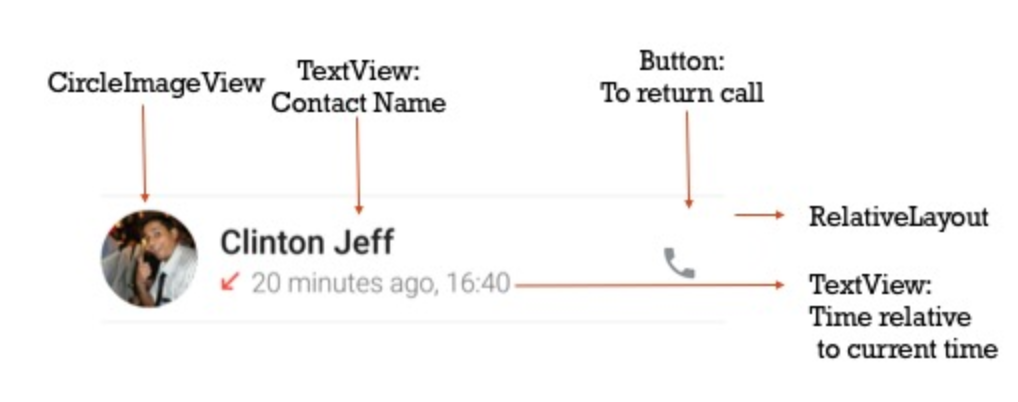 CircleImageView
TextView:
Contact Name
Button:
To return call
Clinton Jeff
20 minutes ago, 16:40
RelativeLayout
TextView:
Time relative
to current time